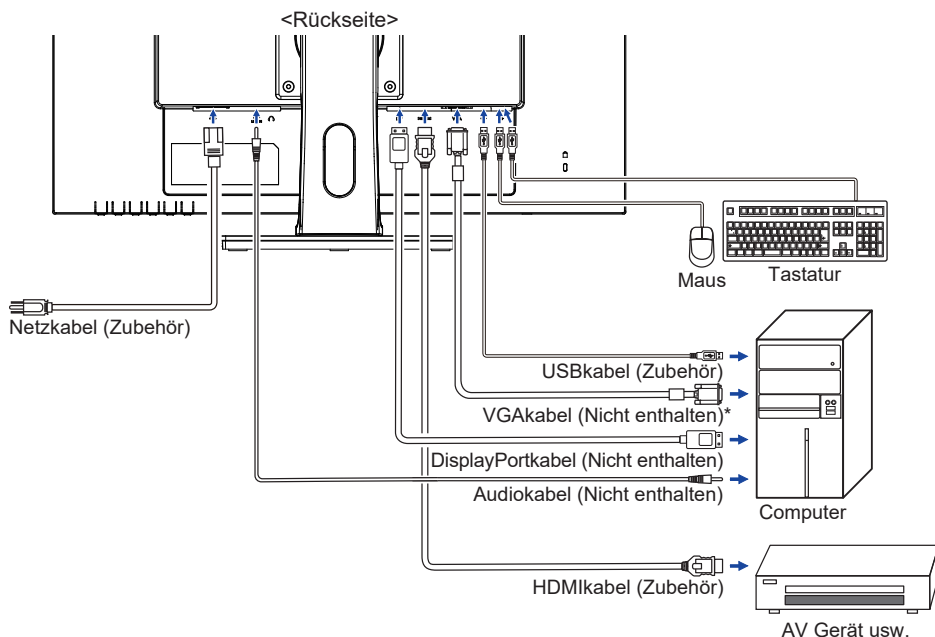 <Rückseite>
Maus
Tastatur
Netzkabel (Zubehör)
USBkabel (Zubehör)
VGAkabel (Nicht enthalten)*
DisplayPortkabel (Nicht enthalten)
Audiokabel (Nicht enthalten)
Computer
HDMIkabel (Zubehör)
AV Gerät usw.